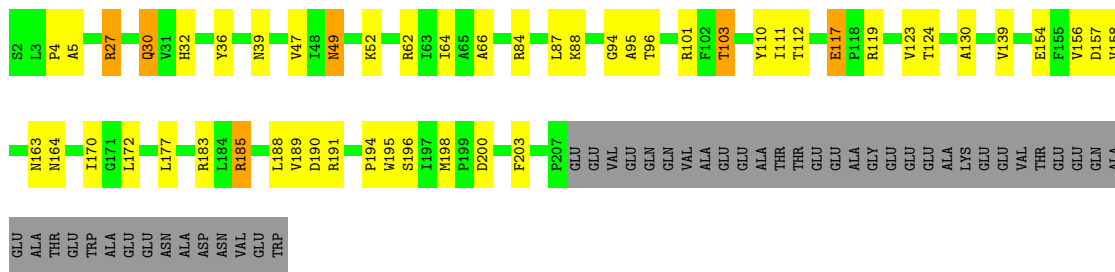 S2 L3 P4 A5 R27 Q30 V31 H32 Y36 N39 V47 I48 N49 K52 R62 I63 I64 A65 A66 R84 L87 K88 G94 A95 T96 R101 F102 T103 Y110 I111 T112 E117 P118 R119 V123 T124 A130 V139 E154 F155 V156 D157 V158
N163 N164 I170 G171 L172 L177 R183 L184 R185 L188 V189 D190 R191 P194 W195 S196 I197 M198 P199 D200 F203 P207 GLU GLU VAL GLU GLN GLN VAL ALA GLU GLU ALA THR THR GLU GLU ALA GLY GLU GLU GLU ALA LYS GLU GLU VAL THR GLU GLU GLN ALA
GLU ALA THR GLU TRP ALA GLU GLU ASN ALA ASP ASN VAL GLU TRP